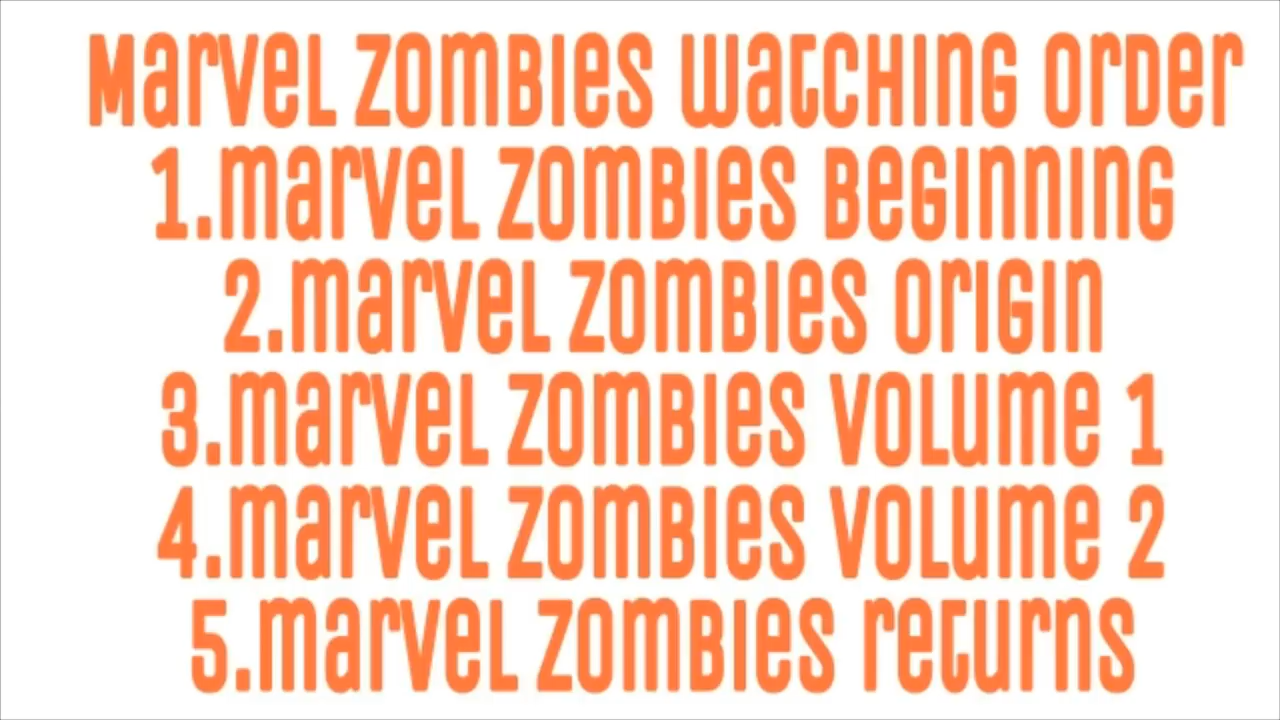 Marvel zombies watching order
1.marvel zombies beginning
2.marvel zombies origin
3.marvel zombies volume 1
4.marvel zombies volume 2
5.marvel zombies returns